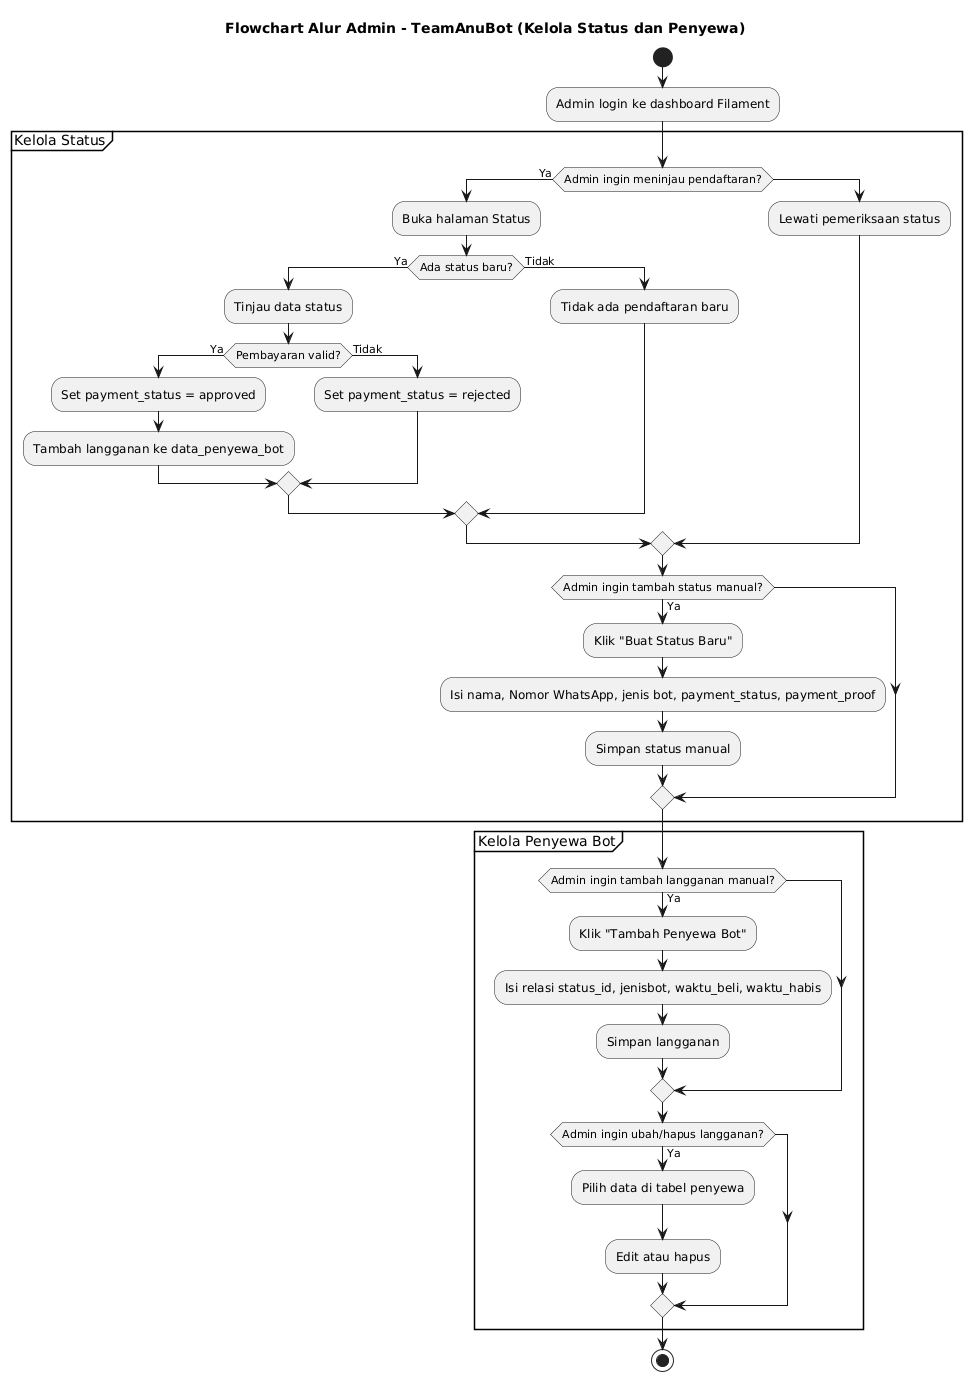 Flowchart Alur Admin - TeamAnuBot (Kelola Status dan Penyewa)
Admin login ke dashboard Filament
Kelola Status
Admin ingin meninjau pendaftaran?
Ya
Buka halaman Status
Lewati pemeriksaan status
Ada status baru?
Ya
Tidak
Tinjau data status
Tidak ada pendaftaran baru
Pembayaran valid?
Ya
Tidak
Set payment_status = approved
Set payment_status = rejected
Tambah langganan ke data_penyewa_bot
Admin ingin tambah status manual?
Ya
Klik "Buat Status Baru"
Isi nama, Nomor WhatsApp, jenis bot, payment_status, payment_proof
Simpan status manual
Kelola Penyewa Bot
Admin ingin tambah langganan manual?
Ya
Klik "Tambah Penyewa Bot"
Isi relasi status_id, jenisbot, waktu_beli, waktu_habis
Simpan langganan
Admin ingin ubah/hapus langganan?
Ya
Pilih data di tabel penyewa
Edit atau hapus